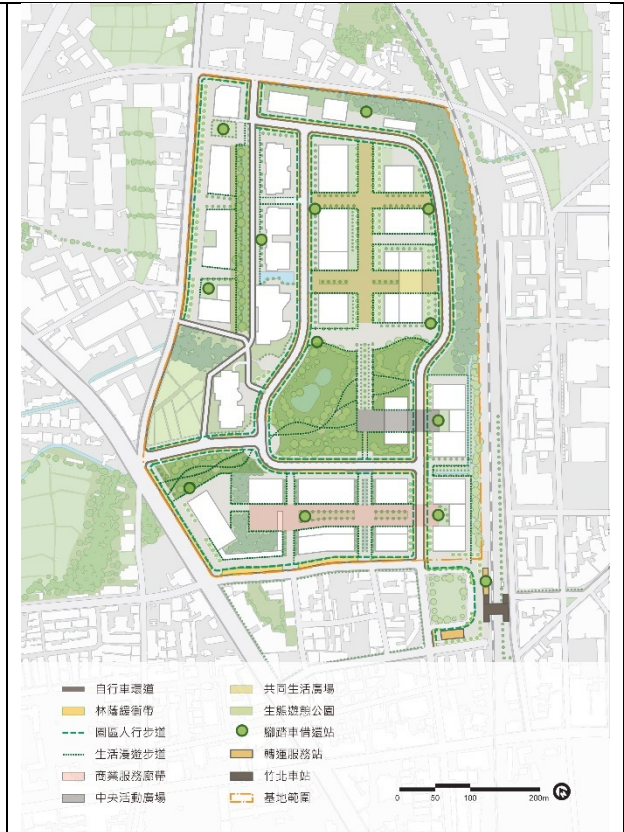 自行車環道
林蔭緩衝帶
園區人行步道
生活漫遊步道
商業服務廊帶
中央活動廣場
共同生活廣場
生態遊憩公園
腳踏車借還站
轉運服務站
竹北車站
基地範圍
0 50 100 200m